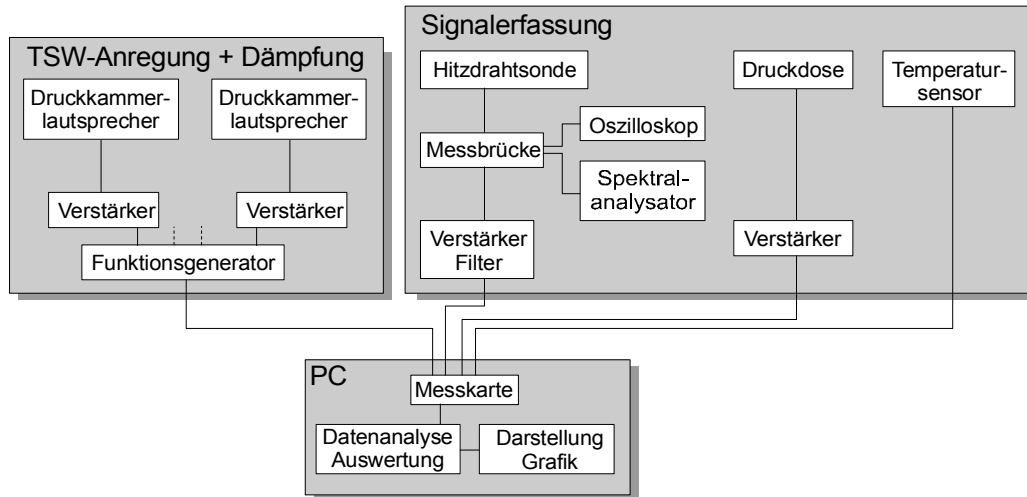 TSW-Anregung + Dämpfung
Druckkammer-
lautsprecher
Druckkammer-
lautsprecher
Verstärker
Verstärker
Funktionsgenerator
Signalerfassung
Hitzdrahtsonde
Druckdose
Temperatur-
sensor
Messbrücke
Oszilloskop
Spektral-
analysator
Verstärker
Filter
Verstärker
PC
Messkarte
Datenanalyse
Auswertung
Darstellung
Grafik